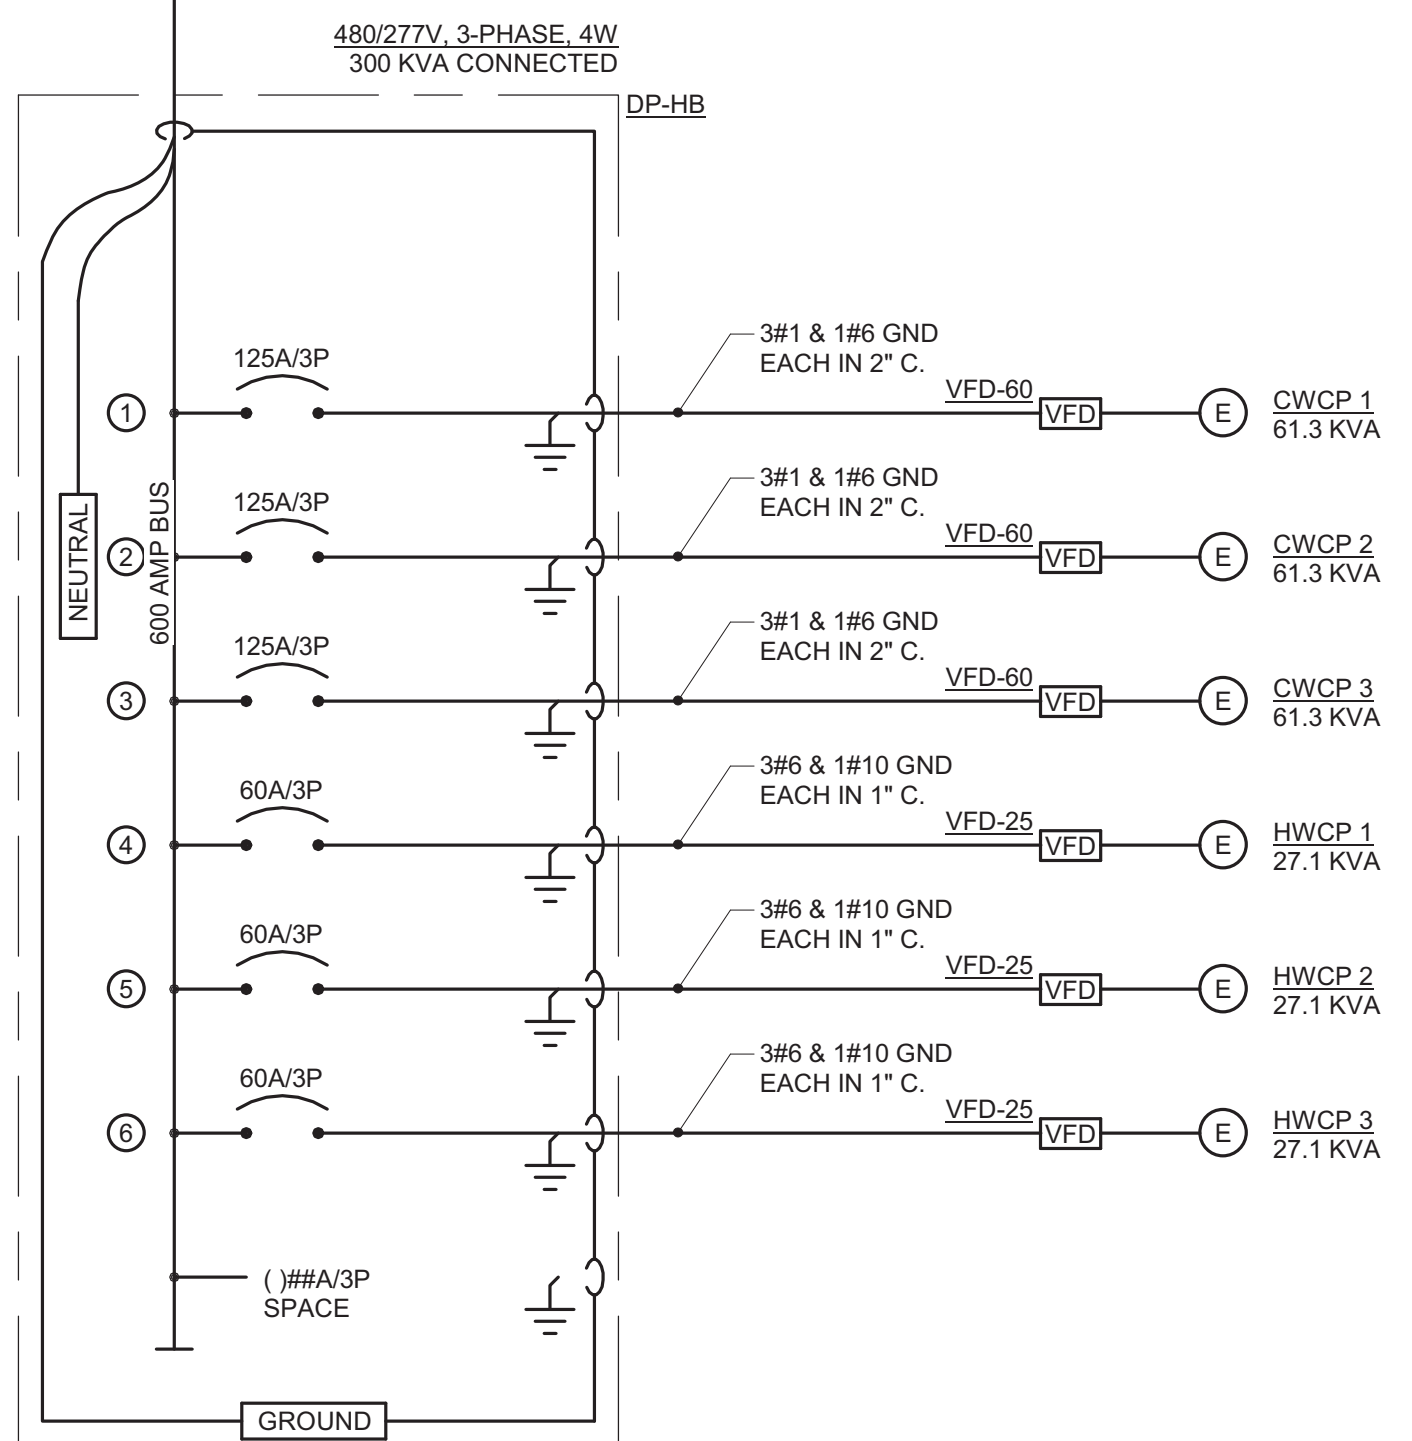 480/277V, 3-PHASE, 4W
300 KVA CONNECTED
DP-HB
125A/3P
3#1 & 1#6 GND
EACH IN 2" C.
VFD-60
1
VFD
E
CWCP 1
61.3 KVA
125A/3P
3#1 & 1#6 GND
EACH IN 2" C.
VFD-60
NEUTRAL
2
600 AMP BUS
VFD
E
CWCP 2
61.3 KVA
125A/3P
3#1 & 1#6 GND
EACH IN 2" C.
VFD-60
3
VFD
E
CWCP 3
61.3 KVA
60A/3P
3#6 & 1#10 GND
EACH IN 1" C.
VFD-25
4
VFD
E
HWCP 1
27.1 KVA
60A/3P
3#6 & 1#10 GND
EACH IN 1" C.
VFD-25
5
VFD
E
HWCP 2
27.1 KVA
60A/3P
3#6 & 1#10 GND
EACH IN 1" C.
VFD-25
6
VFD
E
HWCP 3
27.1 KVA
( )##A/3P
SPACE
GROUND